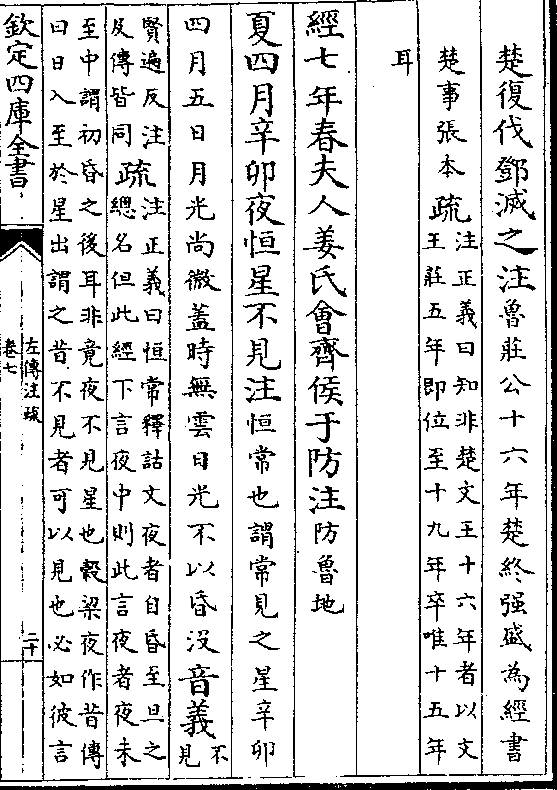 楚復伐鄧滅之注魯莊公十六年楚終强盛為經書
楚事張本疏注正義曰知非楚文王十六年者以文
王莊五年即位至十九年卒唯十五年
耳
經七年春夫人姜氏會齊侯于防注防魯地
夏四月辛卯夜恒星不見注恒常也謂常見之星辛卯
四月五日月光尚微蓋時無雲日光不以昏沒音義不
見
賢遍反注
及傳皆同疏注正義曰恒常釋詁文夜者自昏至旦之
總名但此經下言夜中則此言夜者夜未
至中謂初昏之後耳非竟夜不見星也榖梁夜作昔傳
曰日入至於星出謂之昔不見者可以見也必如彼言
欽定四庫全書
左傳注疏
卷七
二十